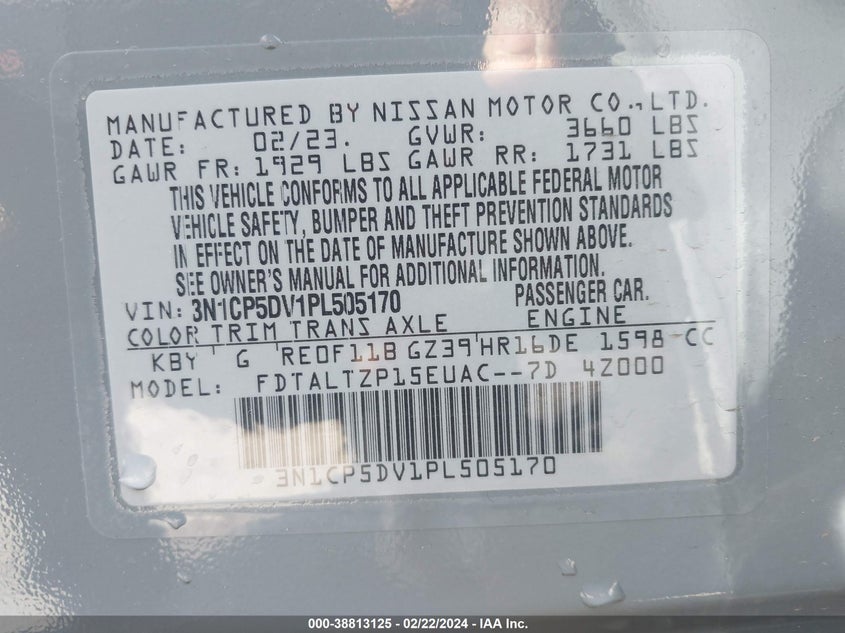 MANUFACTURED BY NISSAN MOTOR CO., LTD.
DATE: 02/23. GVWR: 3660 LBS
GAWR FR: 1929 LBS GAWR RR: 1731 LBS
THIS VEHICLE CONFORMS TO ALL APPLICABLE FEDERAL MOTOR
VEHICLE SAFETY, BUMPER AND THEFT PREVENTION STANDARDS
IN EFFECT ON THE DATE OF MANUFACTURE SHOWN ABOVE.
SEE OWNER'S MANUAL FOR ADDITIONAL INFORMATION.
VIN: 3N1CP5DV1PL505170 PASSENGER CAR.
COLOR TRIM TRANS AXLE ENGINE
KBY G RE0F11B GZ39 HR16DE 1598 CC
MODEL: FDTALTZP15EUAC--7D 4Z000
3N1CP5DV1PL505170
000-38813125 - 02/22/2024 - IAA Inc.